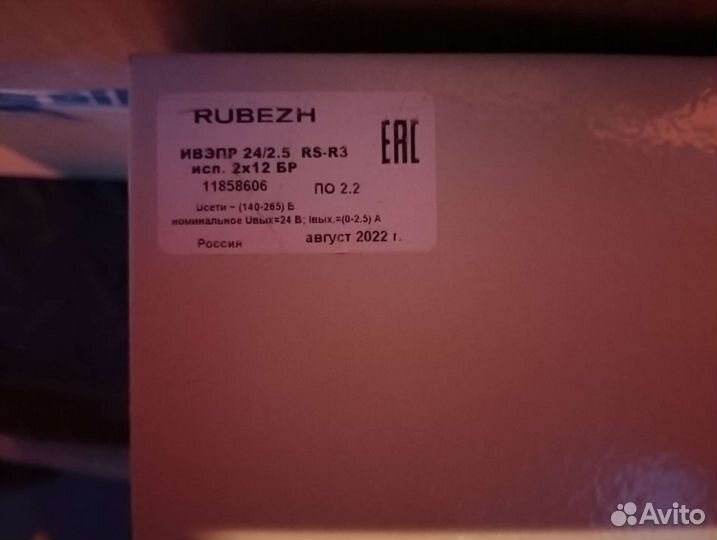 RUBEZH
ИВЭПР 24/2.5 RS-R3
исп. 2х12 БР
EAC
11858606 ПО 2.2
Uсети ~ (140-265) В
номинальное Uвых=24 В; Iвых.=(0-2.5) А
Россия август 2022 г.
Avito